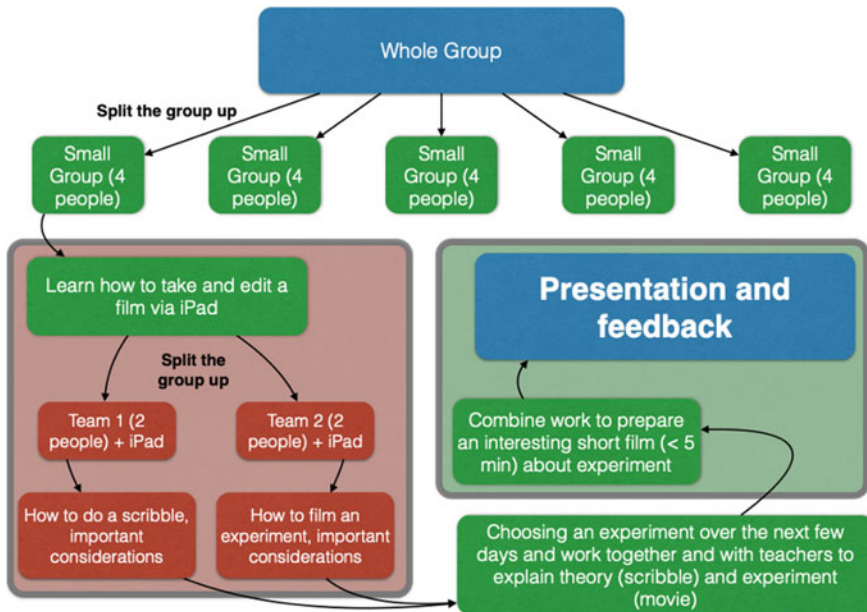 Whole Group
Split the group up
Small
Group (4
people)
Small
Group (4
people)
Small
Group (4
people)
Small
Group (4
people)
Small
Group (4
people)
Learn how to take and edit a
film via iPad
Split the
group up
Team 1 (2
people) + iPad
Team 2 (2
people) + iPad
How to do a scribble,
important
considerations
How to film an
experiment, important
considerations
Presentation and
feedback
Combine work to prepare
an interesting short film (< 5
min) about experiment
Choosing an experiment over the next few
days and work together and with teachers to
explain theory (scribble) and experiment
(movie)